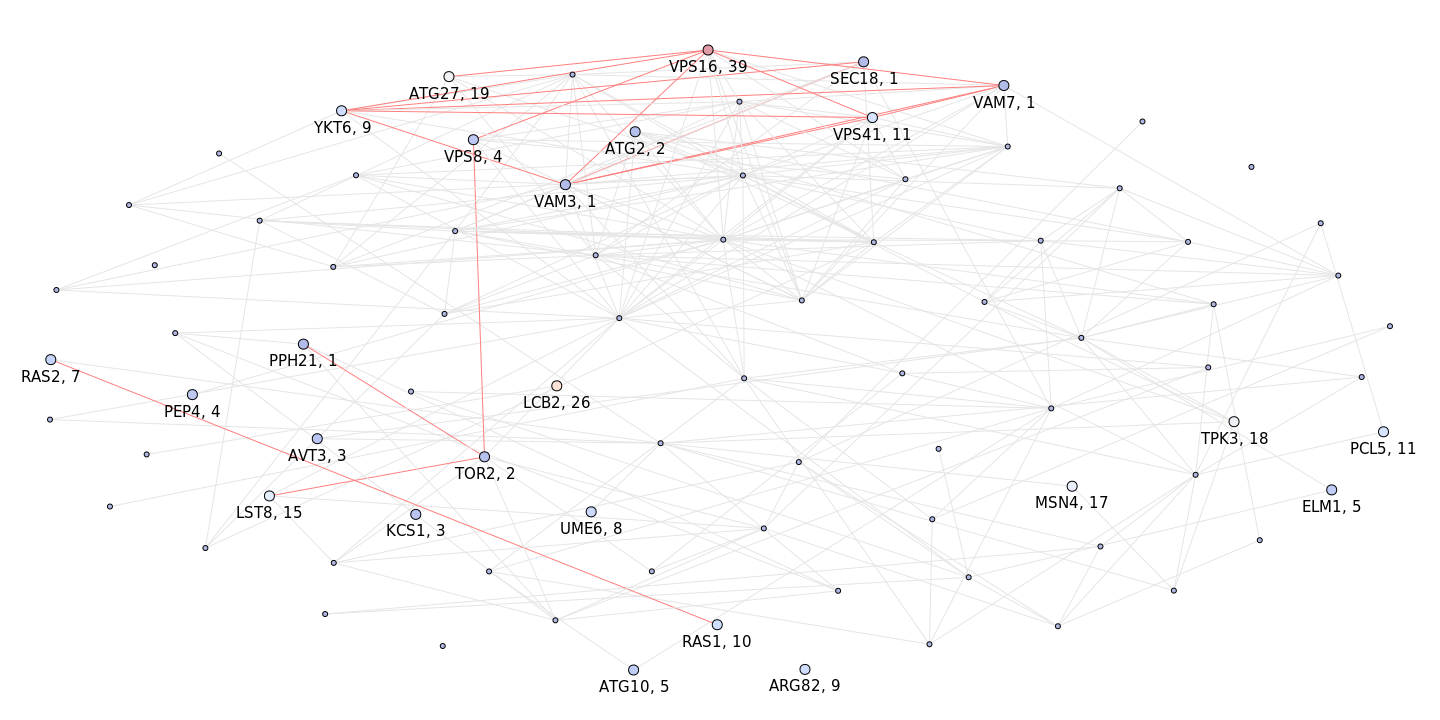 VPS16, 39
SEC18, 1
ATG27, 19
VAM7, 1
YKT6, 9
VPS41, 11
ATG2, 2
VPS8, 4
VAM3, 1
PPH21, 1
RAS2, 7
LCB2, 26
PEP4, 4
TPK3, 18
PCL5, 11
AVT3, 3
TOR2, 2
MSN4, 17
ELM1, 5
LST8, 15
KCS1, 3
UME6, 8
RAS1, 10
ATG10, 5
ARG82, 9